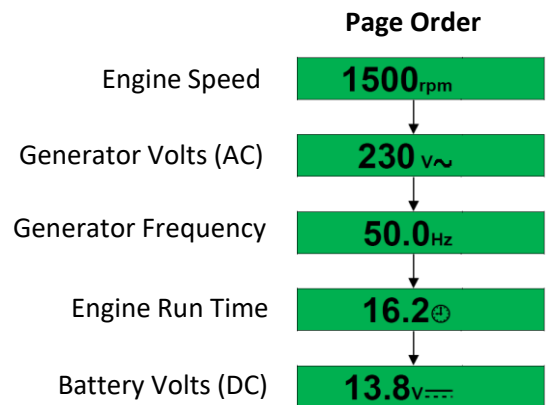 Page Order
Engine Speed 1500rpm
Generator Volts (AC) 230 V~
Generator Frequency 50.0Hz
Engine Run Time 16.2
Battery Volts (DC) 13.8V⎓